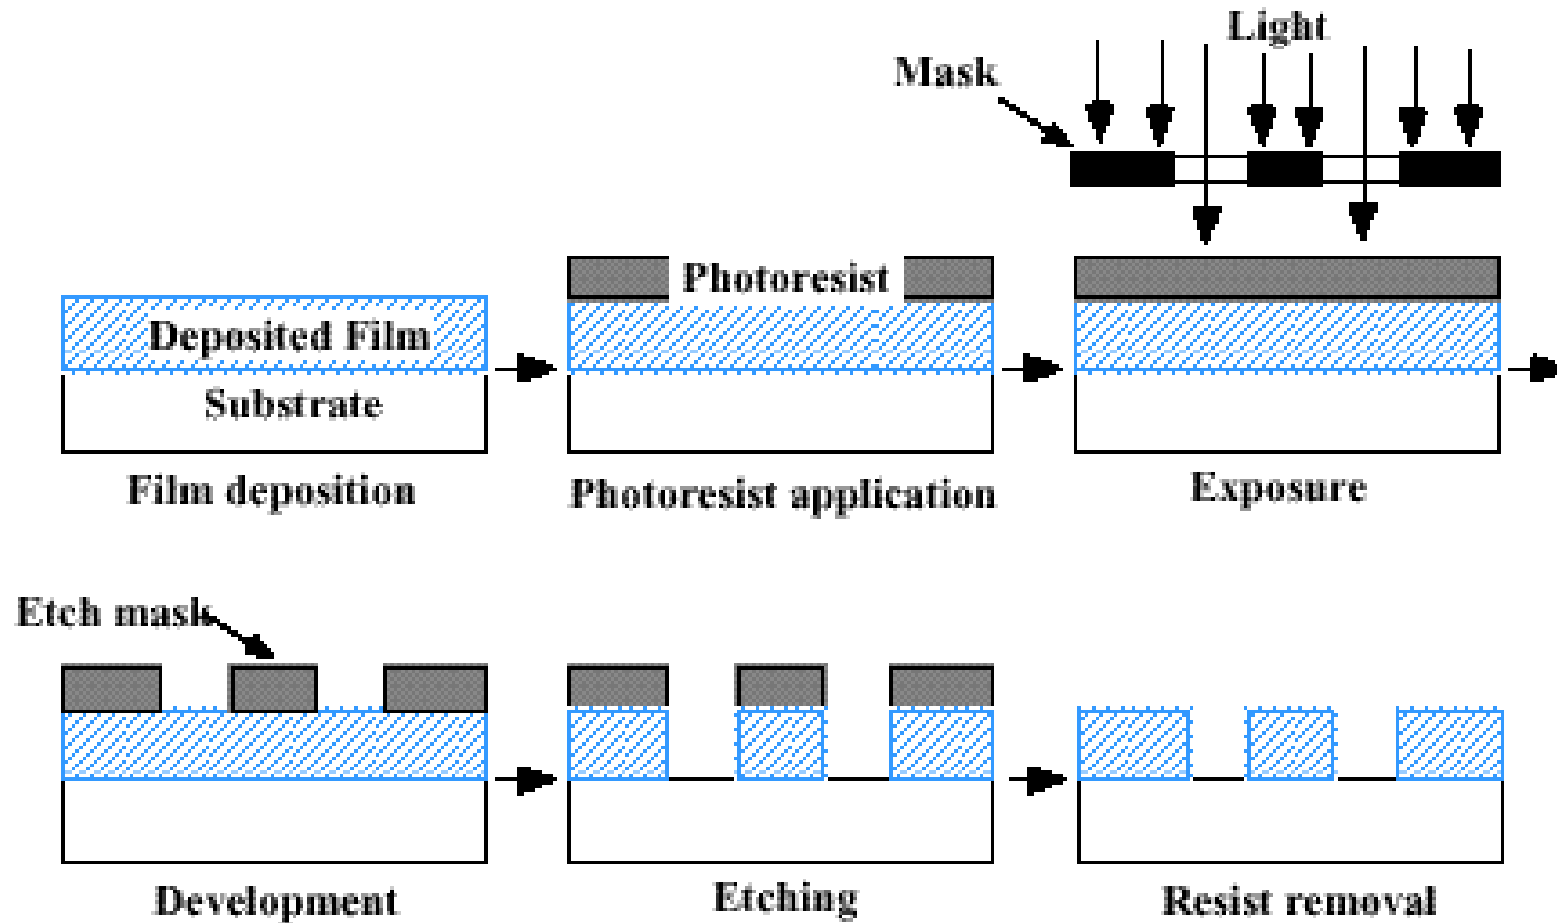 Light
Mask
Photoresist
Deposited Film
Substrate
Film deposition
Photoresist application
Exposure
Etch mask
Development
Etching
Resist removal